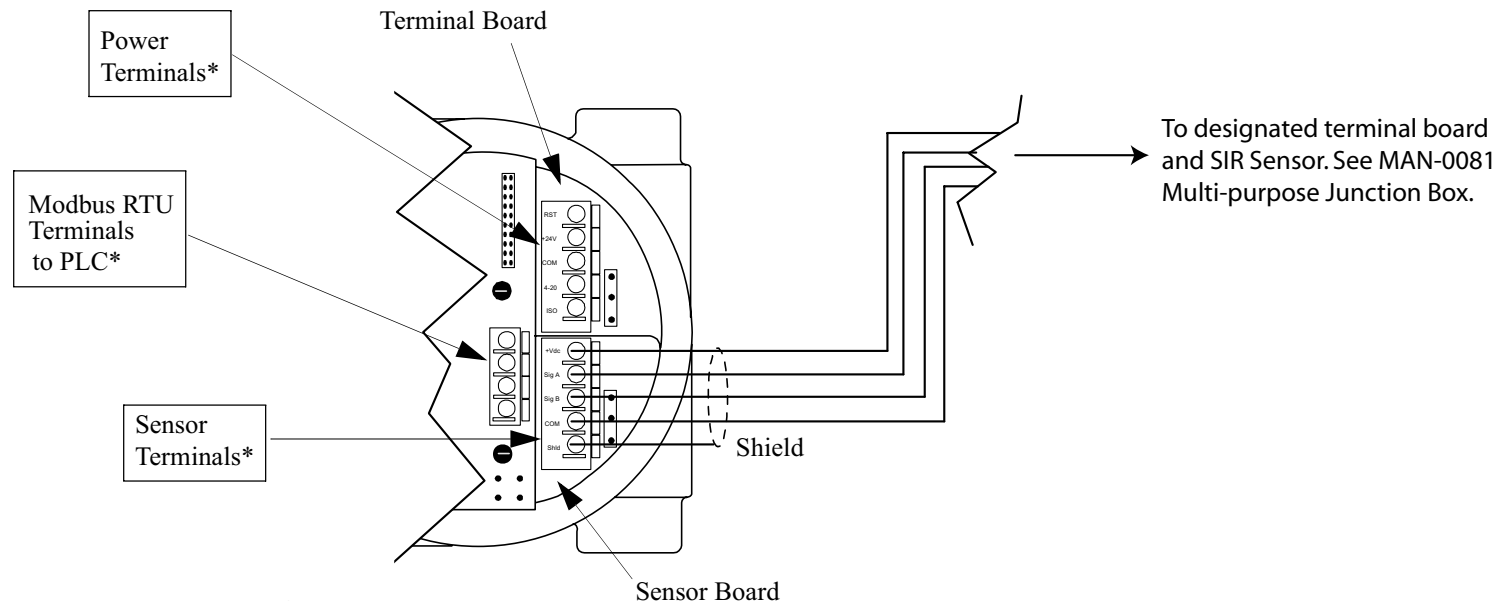 Terminal Board
Power
Terminals*
To designated terminal board
and SIR Sensor. See MAN-0081
Multi-purpose Junction Box.
Modbus RTU
Terminals
to PLC*
RST
+24V
COM
4-20
ISO
+Vdc
Sig A
Sig B
COM
Shld
Sensor
Terminals*
Shield
Sensor Board